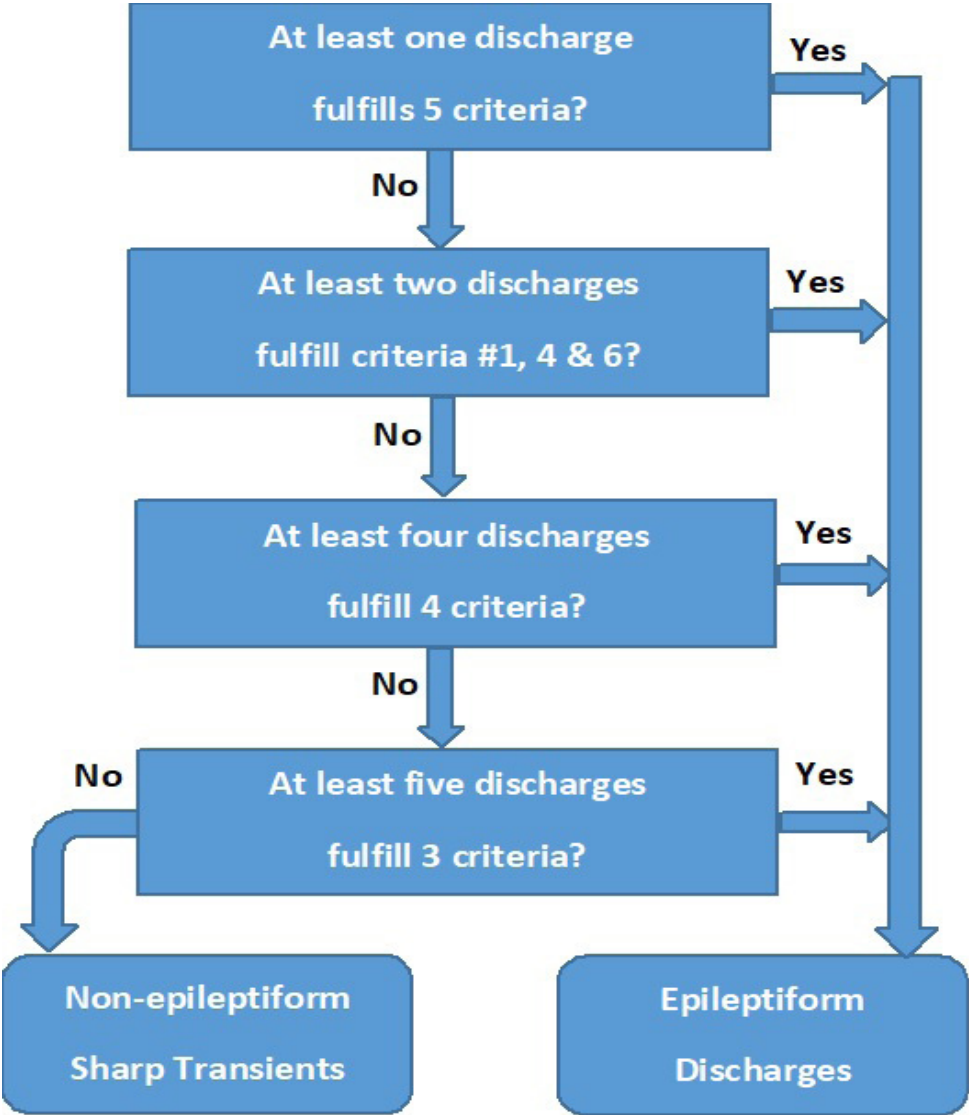 At least one discharge
fulfills 5 criteria?
Yes
No
At least two discharges
fulfill criteria #1, 4 & 6?
Yes
No
At least four discharges
fulfill 4 criteria?
Yes
No
At least five discharges
fulfill 3 criteria?
Yes
No
Non-epileptiform
Sharp Transients
Epileptiform
Discharges